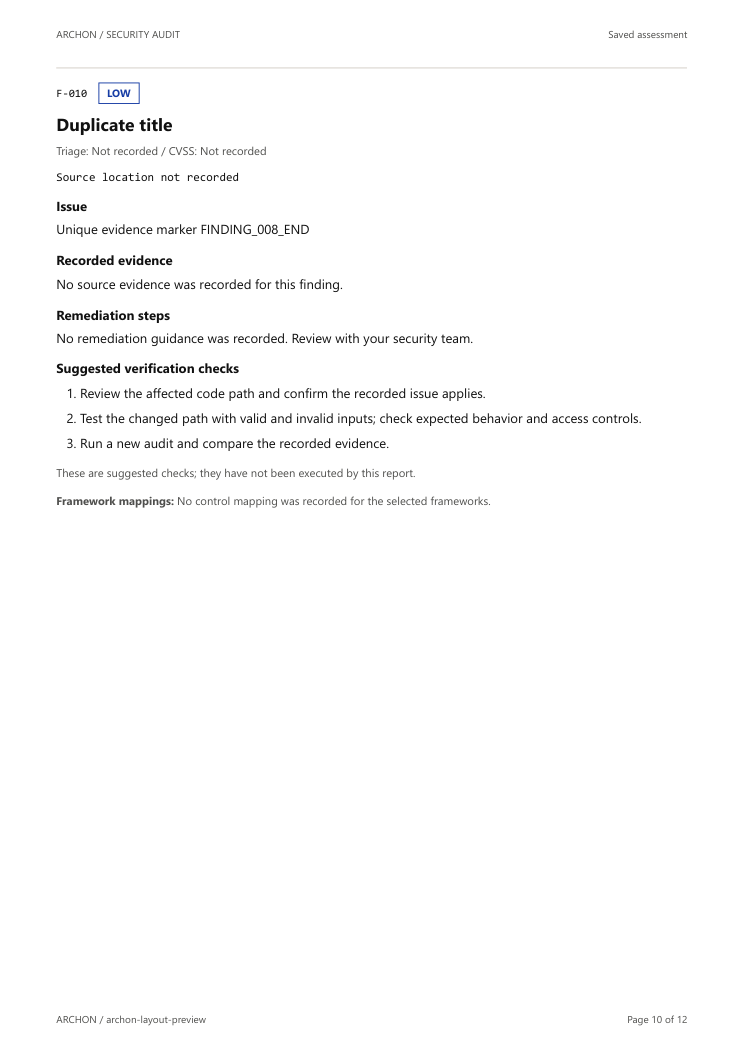 ARCHON / SECURITY AUDIT
Saved assessment
F-010 LOW
Duplicate title
Triage: Not recorded / CVSS: Not recorded
Source location not recorded
Issue
Unique evidence marker FINDING_008_END
Recorded evidence
No source evidence was recorded for this finding.
Remediation steps
No remediation guidance was recorded. Review with your security team.
Suggested verification checks
1. Review the affected code path and confirm the recorded issue applies.
2. Test the changed path with valid and invalid inputs; check expected behavior and access controls.
3. Run a new audit and compare the recorded evidence.
These are suggested checks; they have not been executed by this report.
Framework mappings: No control mapping was recorded for the selected frameworks.
ARCHON / archon-layout-preview
Page 10 of 12